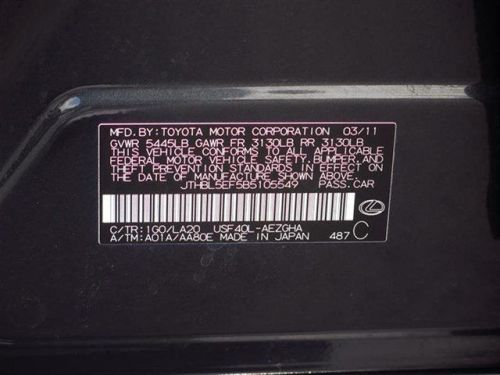 MFD. BY: TOYOTA MOTOR CORPORATION 03/11
GVWR 5445LB GAWR FR 3130LB RR 3130LB
THIS VEHICLE CONFORMS TO ALL APPLICABLE
FEDERAL MOTOR VEHICLE SAFETY, BUMPER, AND
THEFT PREVENTION STANDARDS IN EFFECT ON
THE DATE OF MANUFACTURE SHOWN ABOVE.
JTHBL5EF5B5105549 PASS. CAR
C/TR: 1G0/LA20 USF40L-AEZGHA
A/TM: A01A/AA80E MADE IN JAPAN 487 C